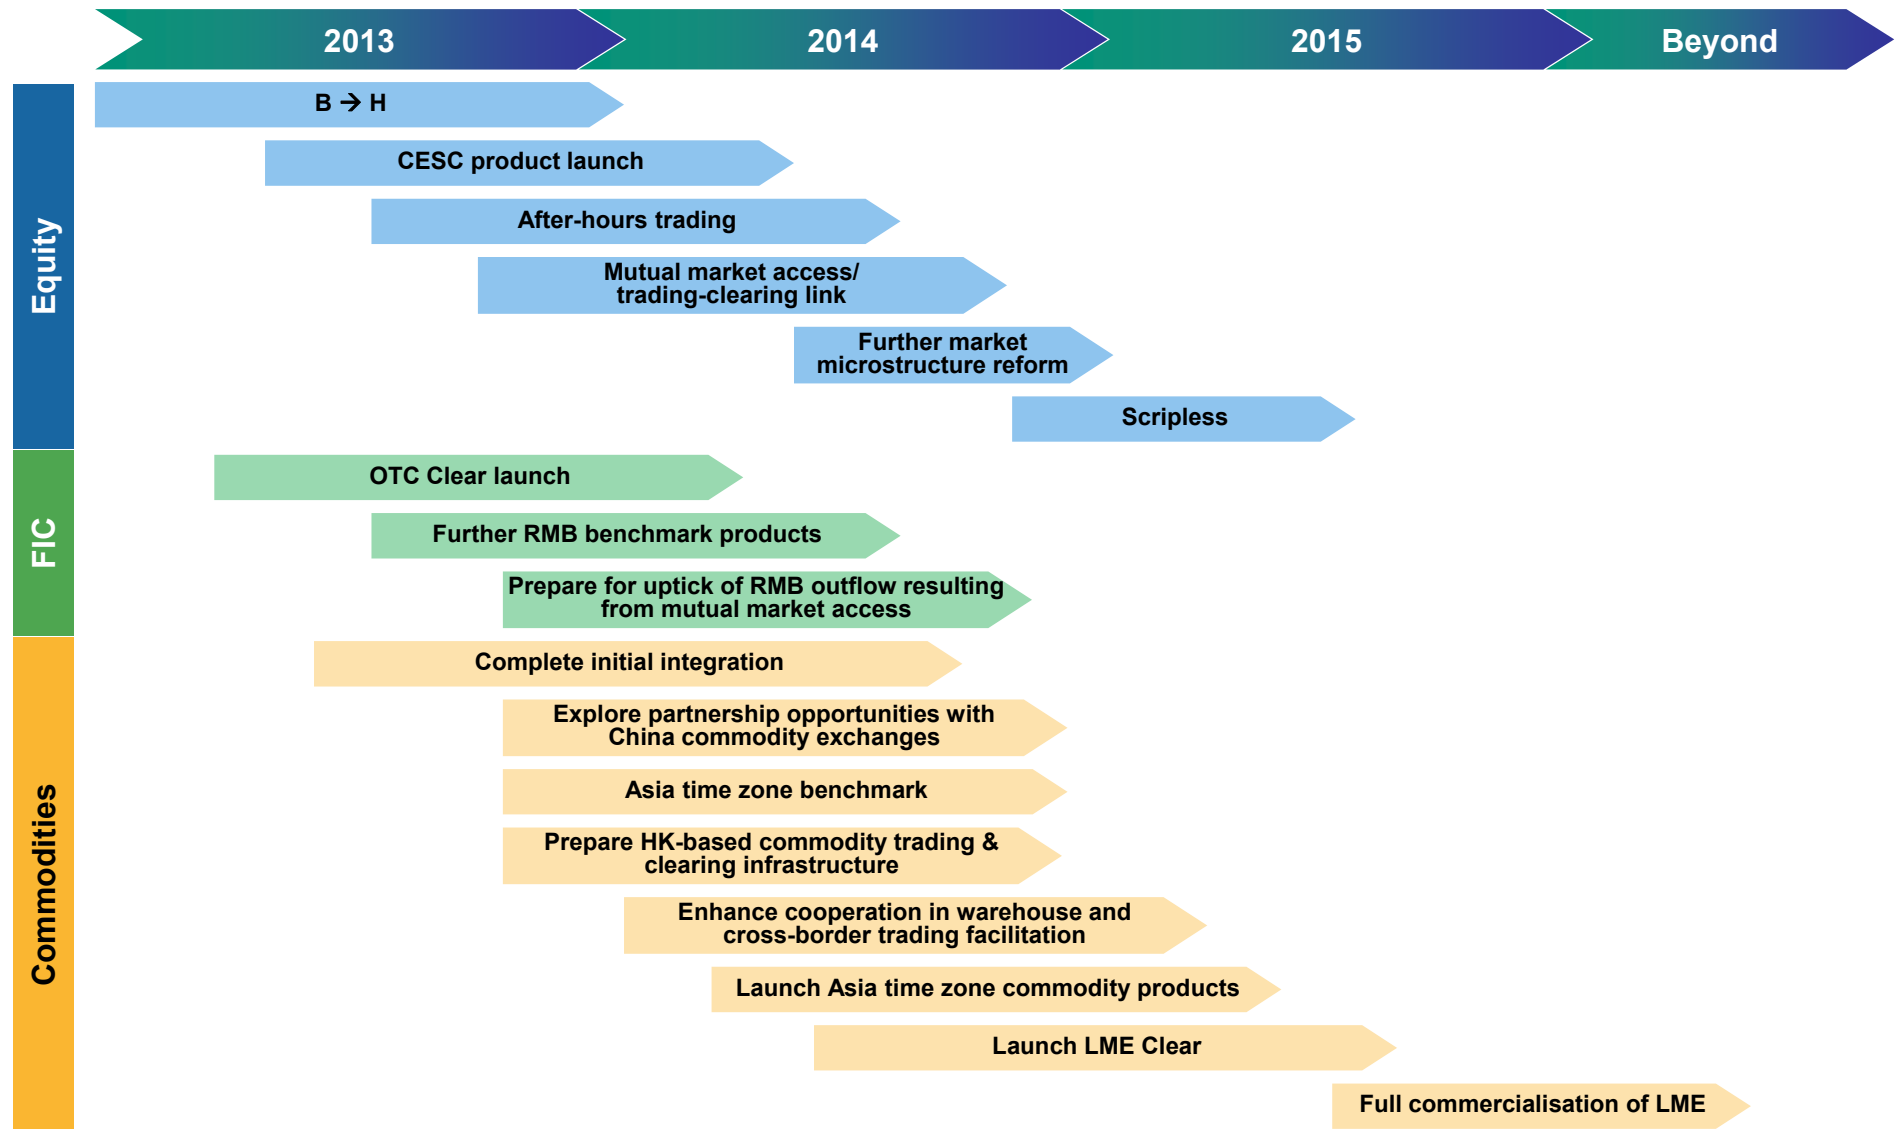 2013
2014
2015
Beyond
Equity
B → H
CESC product launch
After-hours trading
Mutual market access/
trading-clearing link
Further market
microstructure reform
Scripless
FIC
OTC Clear launch
Further RMB benchmark products
Prepare for uptick of RMB outflow resulting
from mutual market access
Commodities
Complete initial integration
Explore partnership opportunities with
China commodity exchanges
Asia time zone benchmark
Prepare HK-based commodity trading &
clearing infrastructure
Enhance cooperation in warehouse and
cross-border trading facilitation
Launch Asia time zone commodity products
Launch LME Clear
Full commercialisation of LME